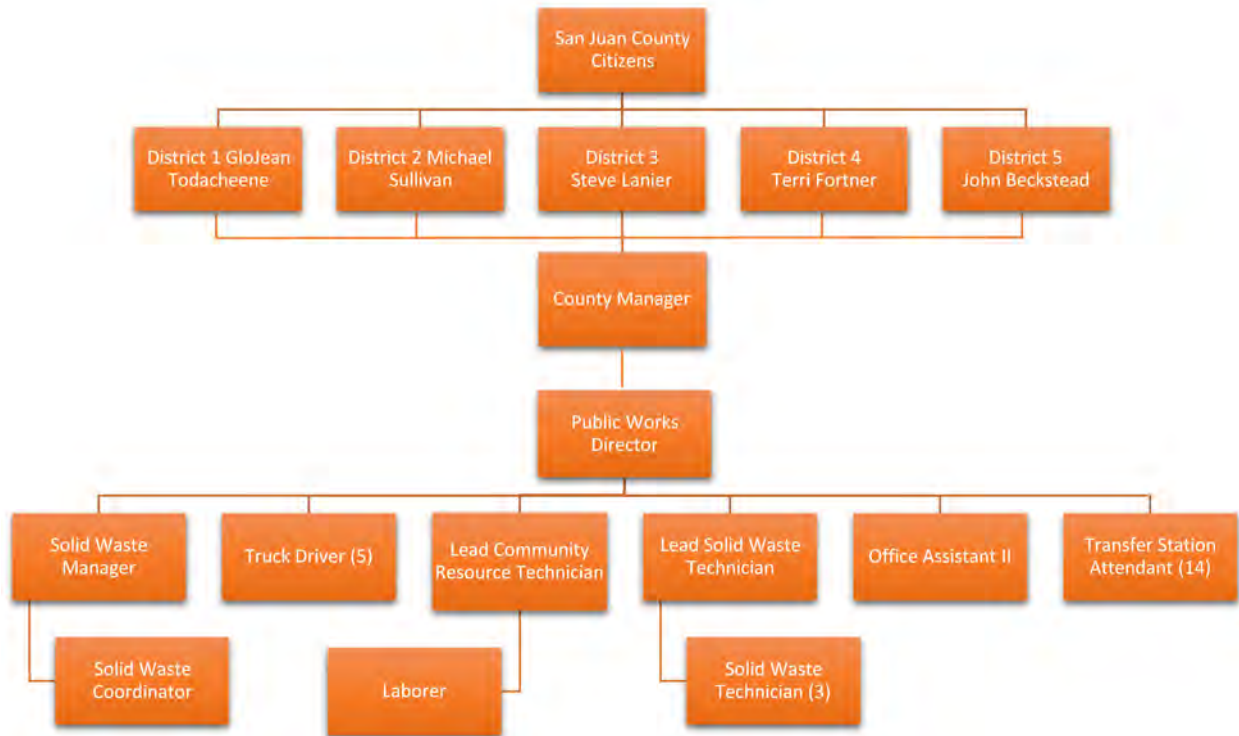 San Juan County
Citizens
District 1 GloJean
Todacheene
District 2 Michael
Sullivan
District 3
Steve Lanier
District 4
Terri Fortner
District 5
John Beckstead
County Manager
Public Works
Director
Solid Waste
Manager
Truck Driver (5)
Lead Community
Resource Technician
Lead Solid Waste
Technician
Office Assistant II
Transfer Station
Attendant (14)
Solid Waste
Coordinator
Laborer
Solid Waste
Technician (3)